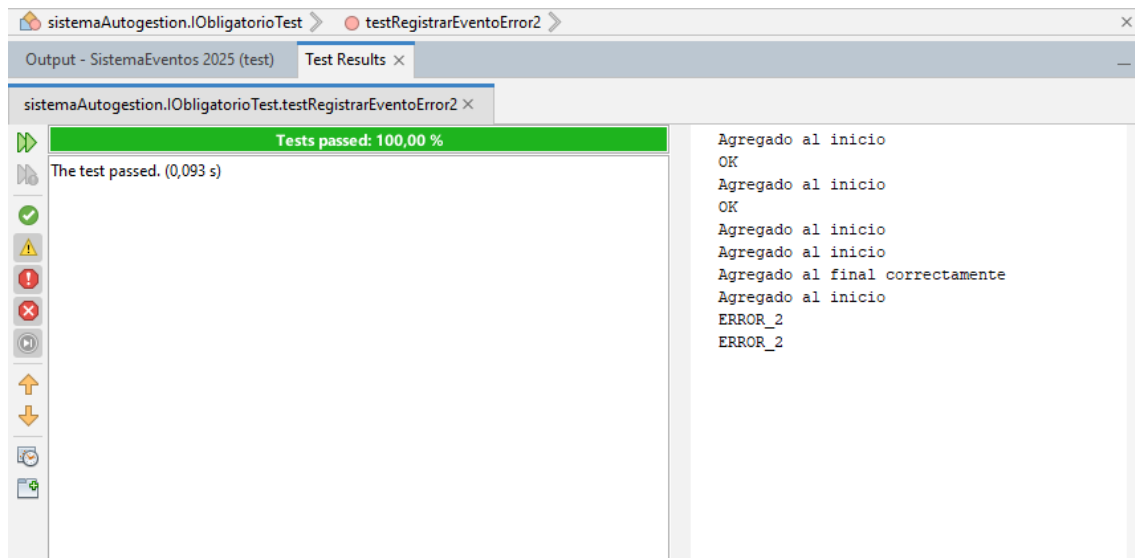 sistemaAutogestion.IObligatorioTest testRegistrarEventoError2
Output - SistemaEventos 2025 (test) Test Results
sistemaAutogestion.IObligatorioTest.testRegistrarEventoError2
Tests passed: 100,00 %
The test passed. (0,093 s)
Agregado al inicio
OK
Agregado al inicio
OK
Agregado al inicio
Agregado al inicio
Agregado al final correctamente
Agregado al inicio
ERROR_2
ERROR_2